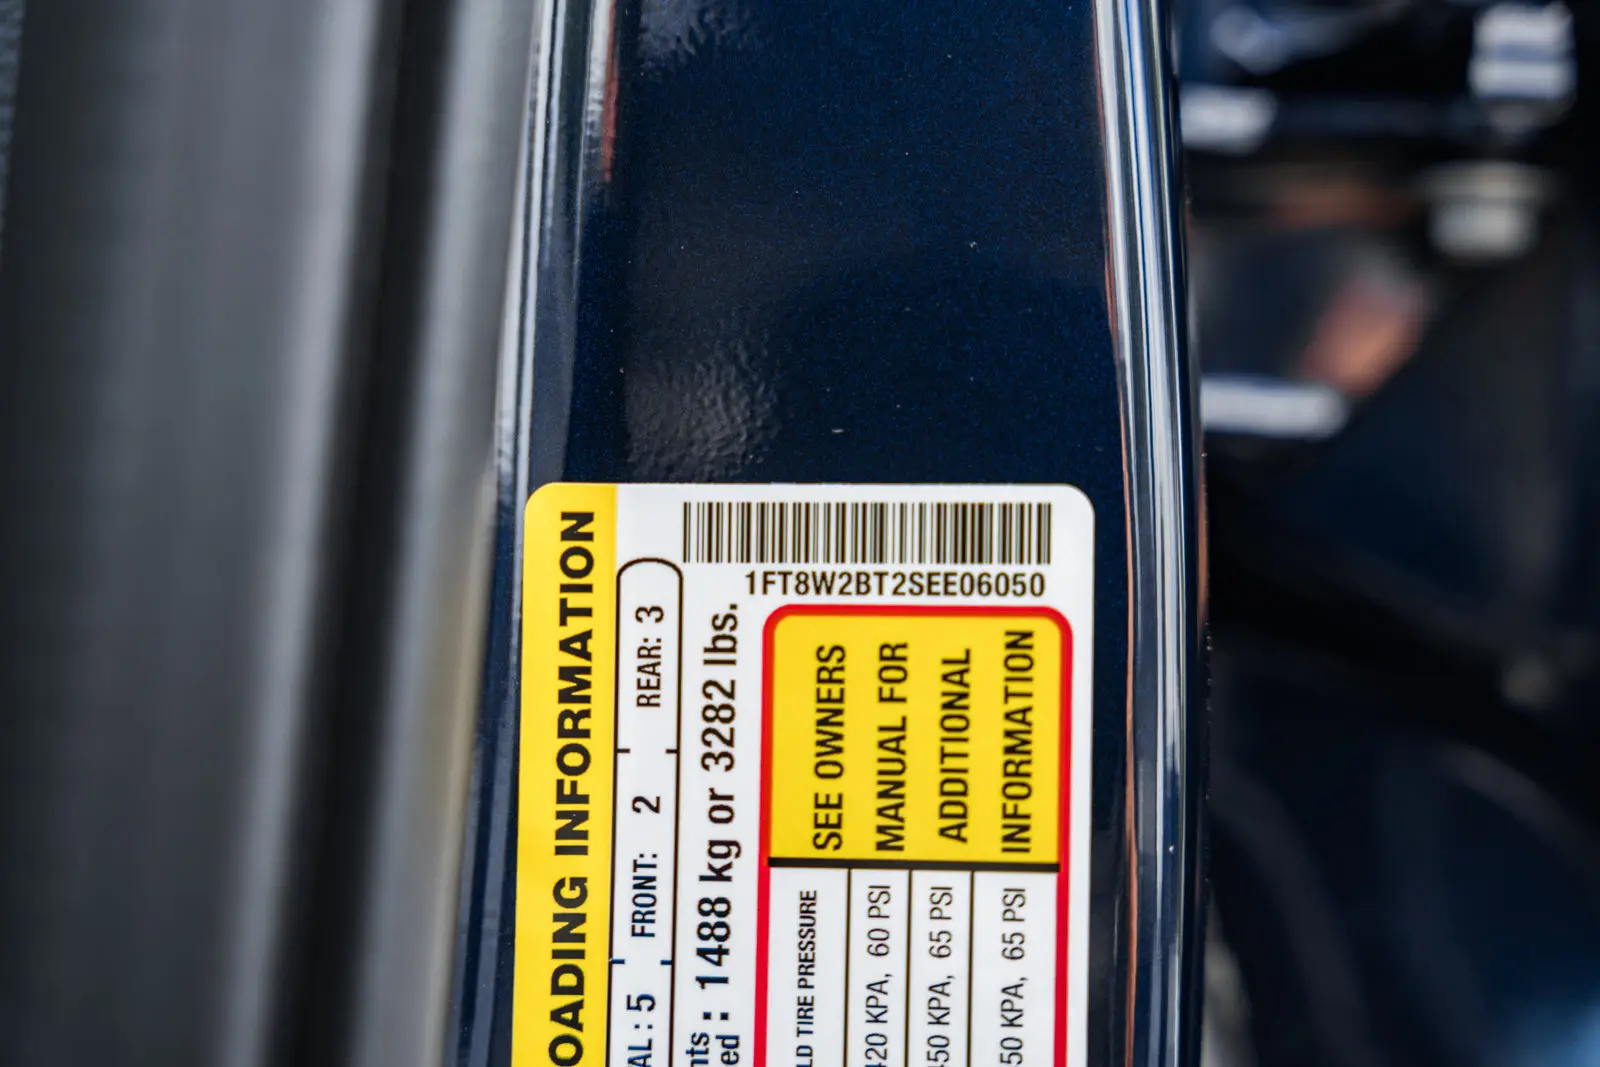 1FT8W2BT2SEE06050
OADING INFORMATION
AL : 5 FRONT: 2 REAR: 3
nts
ed : 1488 kg or 3282 lbs.
SEE OWNERS
MANUAL FOR
ADDITIONAL
INFORMATION
LD TIRE PRESSURE
420 KPA, 60 PSI
450 KPA, 65 PSI
50 KPA, 65 PSI